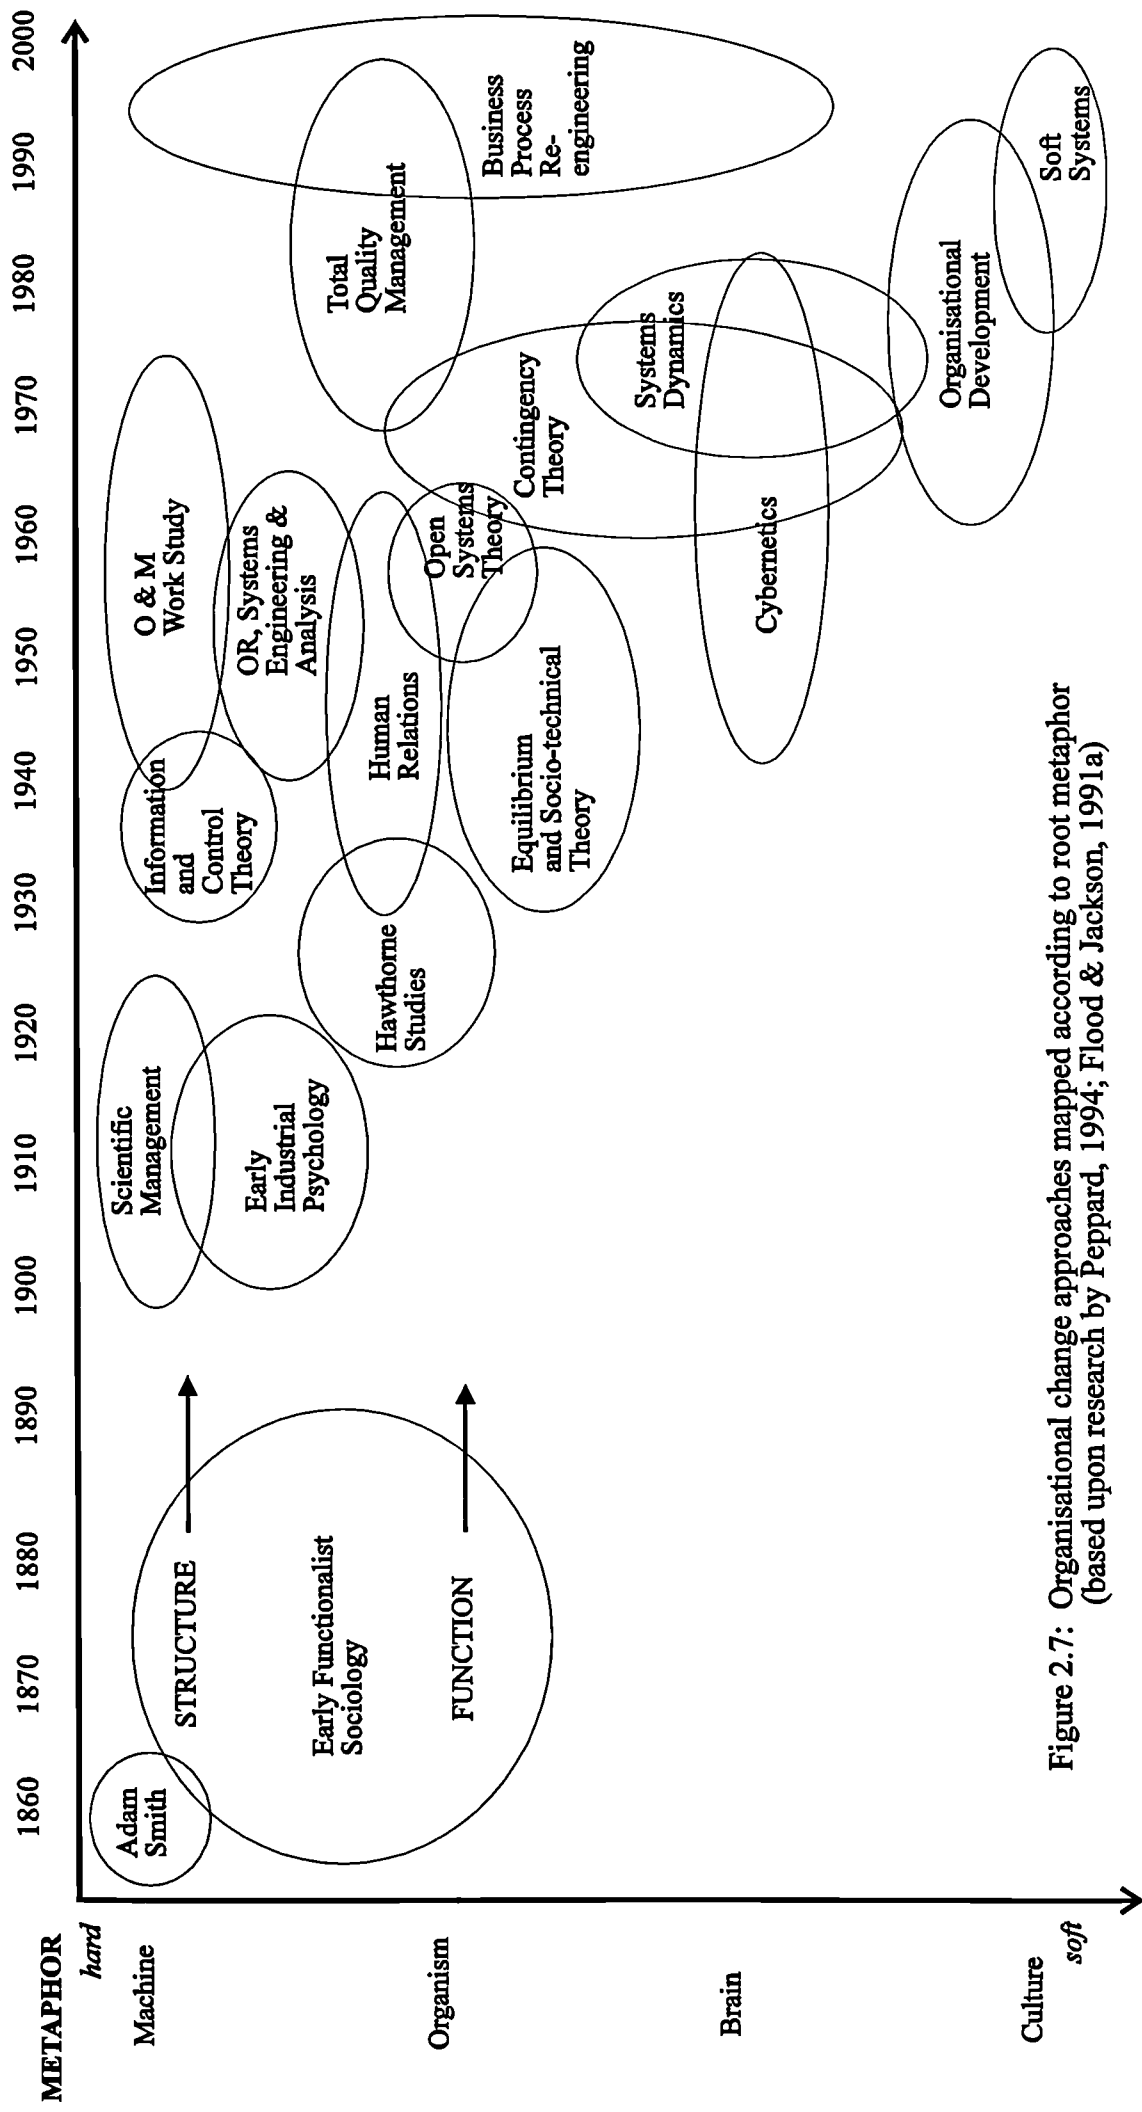 METAPHOR
1860 1870 1880 1890 1900 1910 1920 1930 1940 1950 1960 1970 1980 1990 2000
hard
Machine
Organism
Brain
Culture
soft
Adam
Smith
STRUCTURE
Early Functionalist
Sociology
FUNCTION
Scientific
Management
Early
Industrial
Psychology
Hawthorne
Studies
Information
and
Control
Theory
O & M
Work Study
OR, Systems
Engineering &
Analysis
Human
Relations
Equilibrium
and Socio-technical
Theory
Open
Systems
Theory
Contingency
Theory
Cybernetics
Systems
Dynamics
Total
Quality
Management
Business
Process
Re-
engineering
Organisational
Development
Soft
Systems
Figure 2.7: Organisational change approaches mapped according to root metaphor
(based upon research by Peppard, 1994; Flood & Jackson, 1991a)